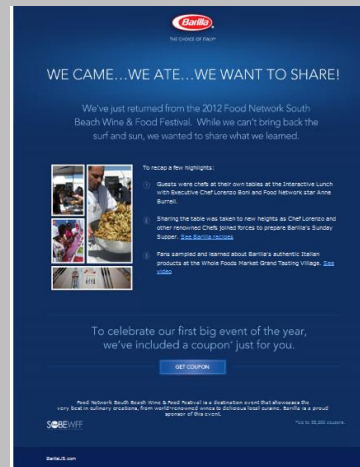 Barilla
THE CHOICE OF ITALY®
WE CAME...WE ATE...WE WANT TO SHARE!
We've just returned from the 2012 Food Network South
Beach Wine & Food Festival. While we can't bring back the
surf and sun, we wanted to share what we learned.
To recap a few highlights:
1 Guests were chefs at their own tables at the Interactive Lunch
with Executive Chef Lorenzo Boni and Food Network star Anne
Burrell.
2 Sharing the table was taken to new heights as Chef Lorenzo and
other renowned Chefs joined forces to prepare Barilla's Sunday
Supper. See Barilla recipes
3 Fans sampled and learned about Barilla's authentic Italian
products at the Whole Foods Market Grand Tasting Village. See
video
To celebrate our first big event of the year,
we've included a coupon* just for you.
GET COUPON
Food Network South Beach Wine & Food Festival is a destination event that showcases the
very best in culinary creations, from world-renowned wines to delicious local cuisine. Barilla is a proud
sponsor of this event.
SOBEWFF
BarillaUS.com